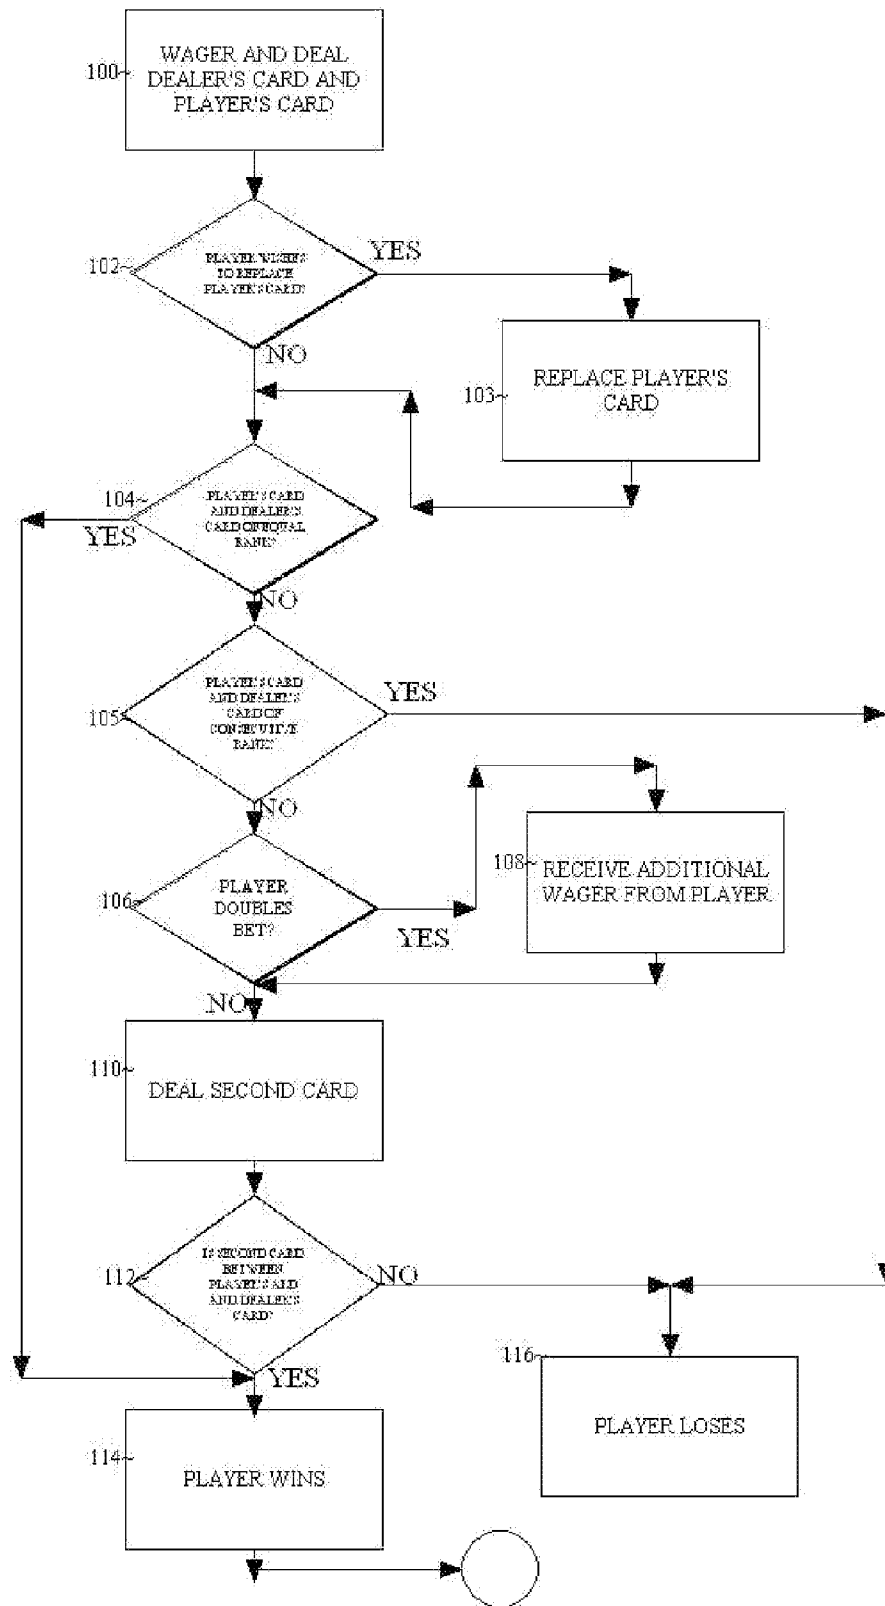 WAGER AND DEAL
100
DEALER'S CARD AND
PLAYER'S CARD
YES
102
PLAYER WISHES
TO REPLACE
PLAYER'S CARD?
NO
REPLACE PLAYER'S
103
CARD
104
PLAYER'S CARD
AND DEALER'S
CARD OF EQUAL
RANK?
YES
NO
PLAYER'S CARD
AND DEALER'S
CARD OF
CONSECUTIVE
RANK?
YES
105
NO
108
RECEIVE ADDITIONAL
WAGER FROM PLAYER
106
PLAYER
DOUBLES
BET?
YES
NO
110
DEAL SECOND CARD
IS SECOND CARD
BETWEEN
PLAYER'S
AND DEALER'S
CARD?
112
NO
116
YES
PLAYER LOSES
114
PLAYER WINS